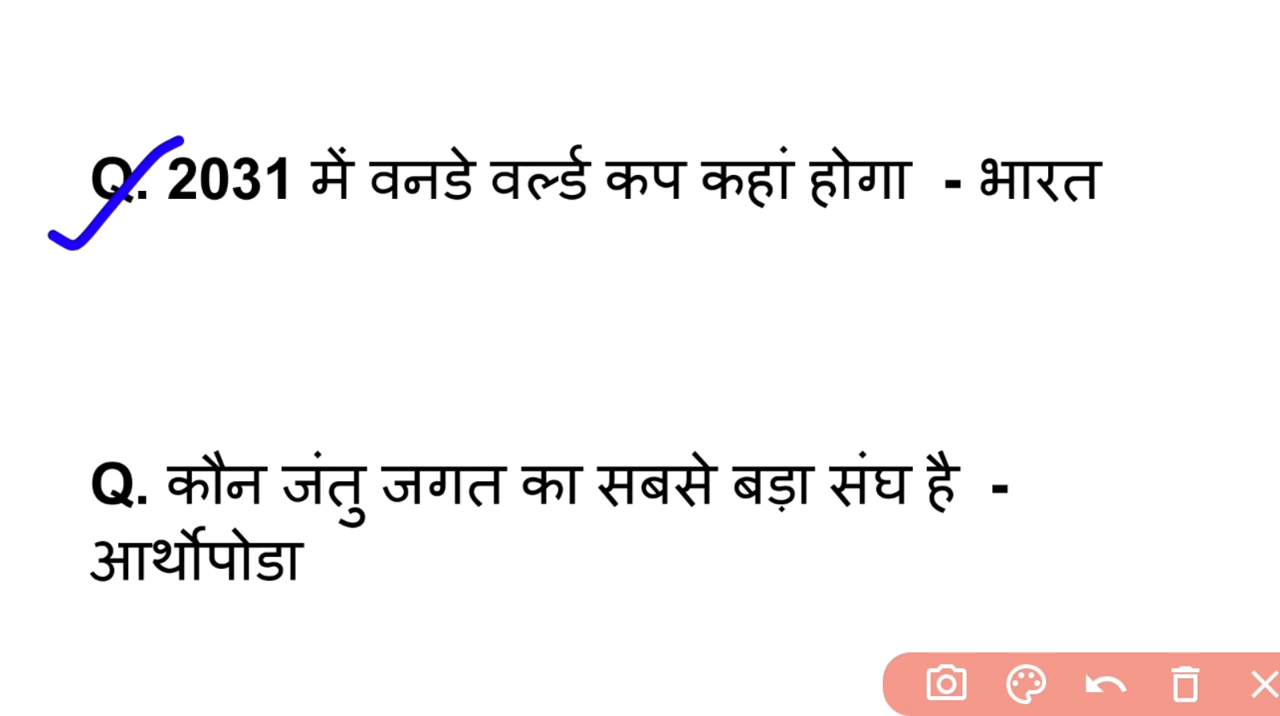 Q. 2031 में वनडे वर्ल्ड कप कहां होगा - भारत
Q. कौन जंतु जगत का सबसे बड़ा संघ है -
आर्थोपोडा